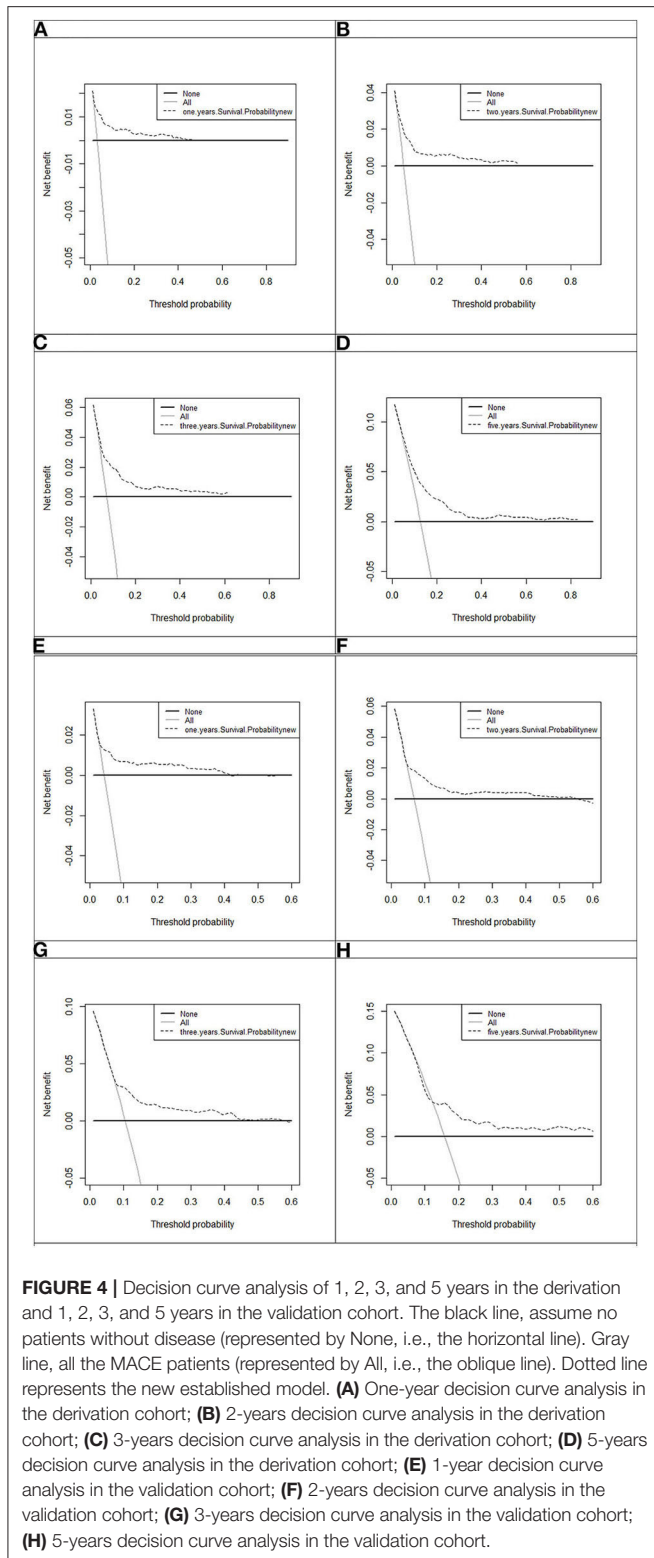 A
B
None
All
one.years.Survival.Probabilitynew
None
All
two.years.Survival.Probabilitynew
Net benefit
0.01
-0.01
-0.03
-0.05
0.0 0.2 0.4 0.6 0.8
Threshold probability
Net benefit
0.04
0.02
0.00
-0.02
-0.04
0.0 0.2 0.4 0.6 0.8
Threshold probability
C
D
None
All
three.years.Survival.Probabilitynew
None
All
five.years.Survival.Probabilitynew
Net benefit
0.06
0.04
0.02
0.00
-0.02
-0.04
0.0 0.2 0.4 0.6 0.8
Threshold probability
Net benefit
0.10
0.05
0.00
-0.05
0.0 0.2 0.4 0.6 0.8
Threshold probability
E
F
None
All
one.years.Survival.Probabilitynew
None
All
two.years.Survival.Probabilitynew
Net benefit
0.02
0.00
-0.02
-0.04
0.0 0.1 0.2 0.3 0.4 0.5 0.6
Threshold probability
Net benefit
0.06
0.04
0.02
0.00
-0.02
-0.04
0.0 0.1 0.2 0.3 0.4 0.5 0.6
Threshold probability
G
H
None
All
three.years.Survival.Probabilitynew
None
All
five.years.Survival.Probabilitynew
Net benefit
0.10
0.05
0.00
-0.05
0.0 0.1 0.2 0.3 0.4 0.5 0.6
Threshold probability
Net benefit
0.15
0.10
0.05
0.00
-0.05
0.0 0.1 0.2 0.3 0.4 0.5 0.6
Threshold probability
FIGURE 4 | Decision curve analysis of 1, 2, 3, and 5 years in the derivation
and 1, 2, 3, and 5 years in the validation cohort. The black line, assume no
patients without disease (represented by None, i.e., the horizontal line). Gray
line, all the MACE patients (represented by All, i.e., the oblique line). Dotted line
represents the new established model. (A) One-year decision curve analysis in
the derivation cohort; (B) 2-years decision curve analysis in the derivation
cohort; (C) 3-years decision curve analysis in the derivation cohort; (D) 5-years
decision curve analysis in the derivation cohort; (E) 1-year decision curve
analysis in the validation cohort; (F) 2-years decision curve analysis in the
validation cohort; (G) 3-years decision curve analysis in the validation cohort;
(H) 5-years decision curve analysis in the validation cohort.